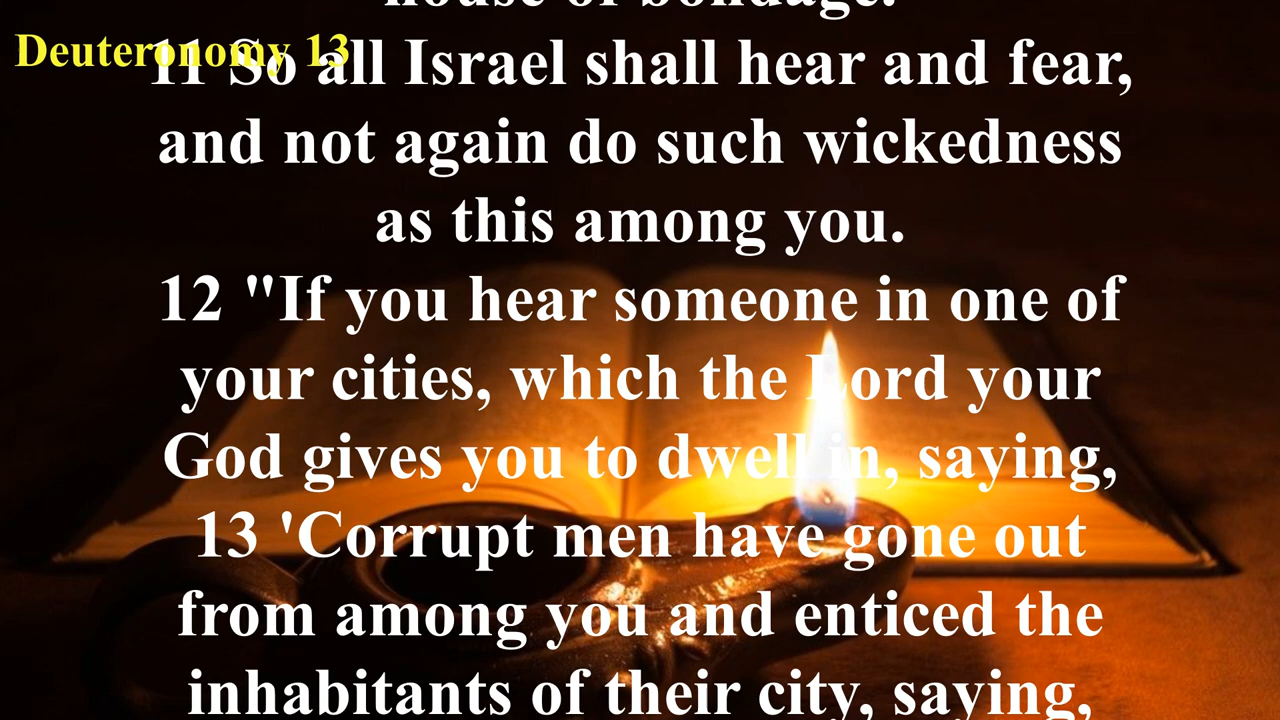 house of bondage.
Deuteronomy 13
11 So all Israel shall hear and fear,
and not again do such wickedness
as this among you.
12 "If you hear someone in one of
your cities, which the Lord your
God gives you to dwell in, saying,
13 'Corrupt men have gone out
from among you and enticed the
inhabitants of their city, saying,